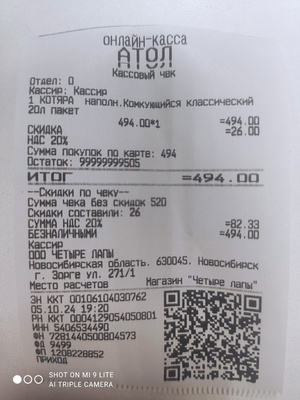 ОНЛАЙН-КАССА
АТОЛ
Кассовый чек
Отдел: 0
Кассир: Кассир
1 КОТЯРА наполн.Комкующийся классический
20л пакет
494.00*1 =494.00
СКИДКА =26.00
НДС 20%
Сумма покупок по карте: 494
Остаток: 99999999505
ИТОГ =494.00
--Скидки по чеку--
Сумма чека без скидок 520
Скидки составили: 26
СУММА НДС 20% =82.33
БЕЗНАЛИЧНЫМИ =494.00
Кассир
ООО ЧЕТЫРЕ ЛАПЫ
Новосибирская область. 630045. Новосибирск
г. Зорге ул. 271/1
Место расчетов Магазин "Четыре лапы"
ЗН ККТ 00106104030762
05.10.24 19:20
РН ККТ 0004129054050801
ИНН 5406534490
ФН 7281440500804573
ФД 9499
ФП 1208228852
ПРИХОД
SHOT ON MI 9 LITE
AI TRIPLE CAMERA